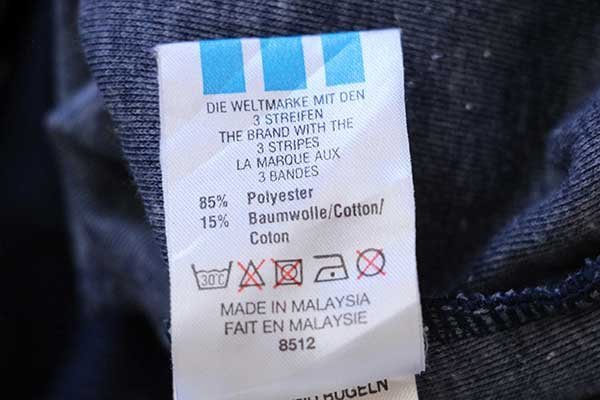 DIE WELTMARKE MIT DEN
3 STREIFEN
THE BRAND WITH THE
3 STRIPES
LA MARQUE AUX
3 BANDES
85% Polyester
15% Baumwolle/Cotton/
Coton
30°C
MADE IN MALAYSIA
FAIT EN MALAYSIE
8512